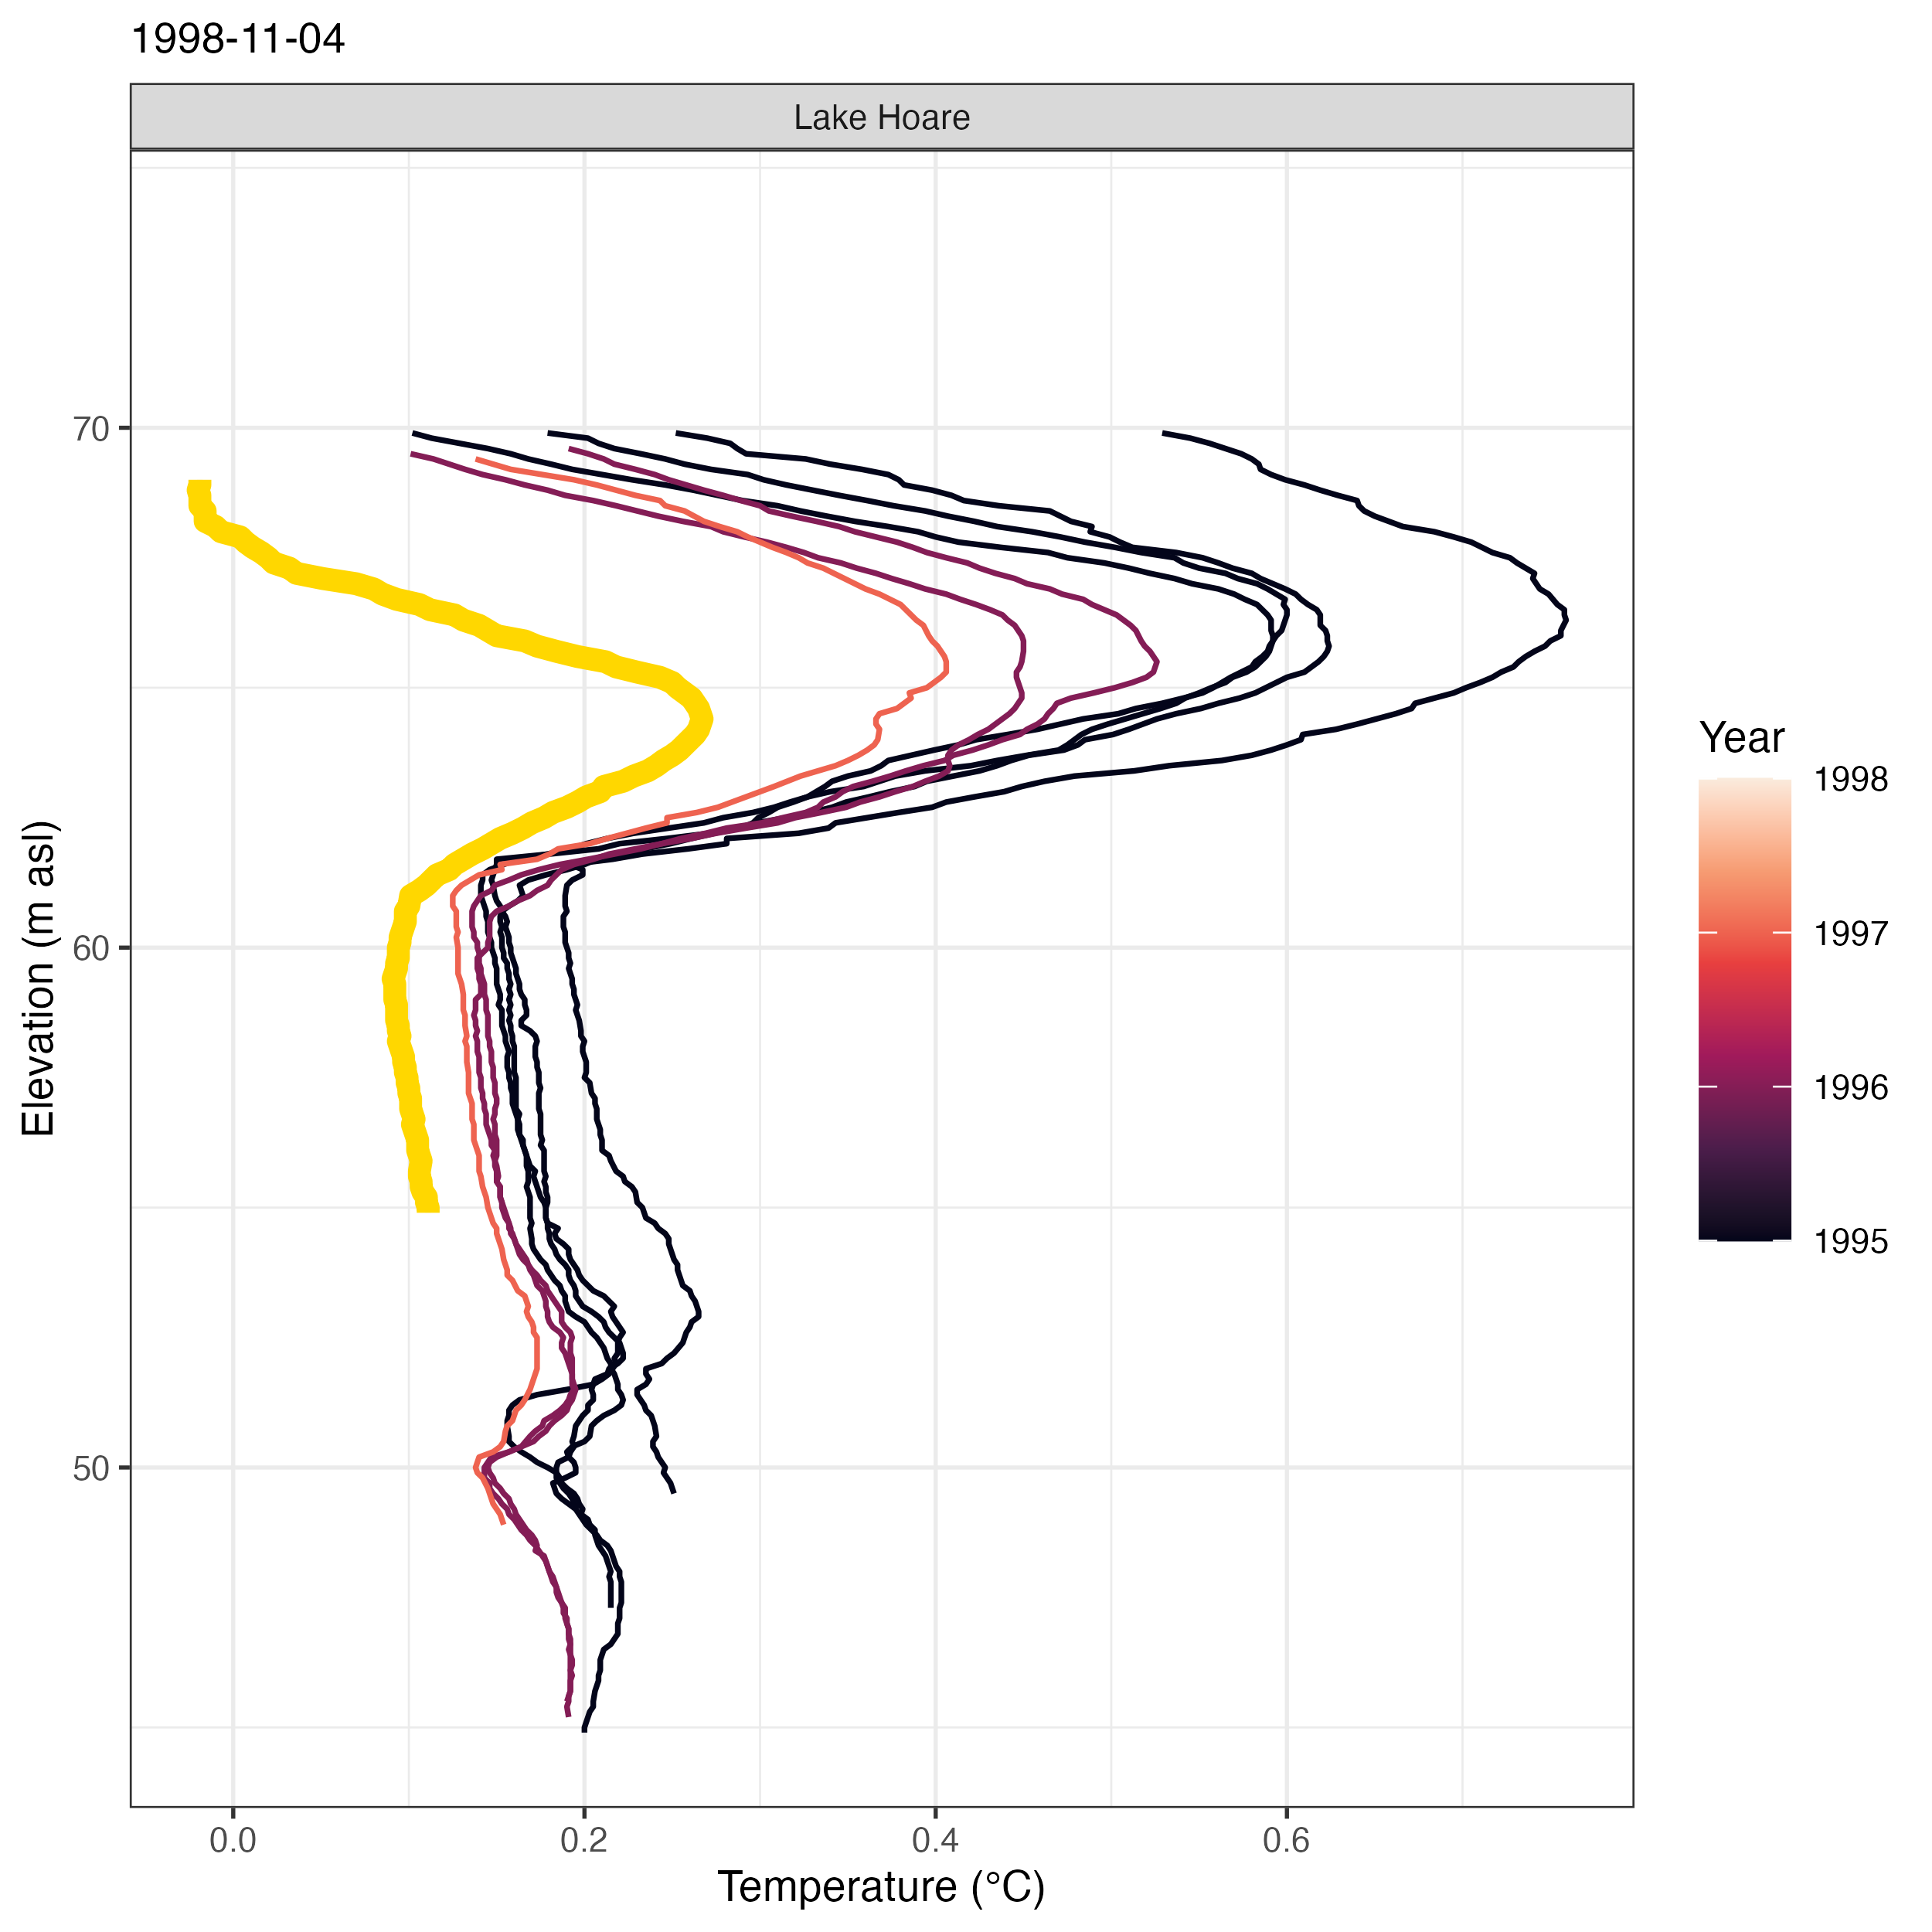 1998-11-04
Lake Hoare
Elevation (m asl)
70
60
50
0.0 0.2 0.4 0.6
Temperature (°C)
Year
1998
1997
1996
1995